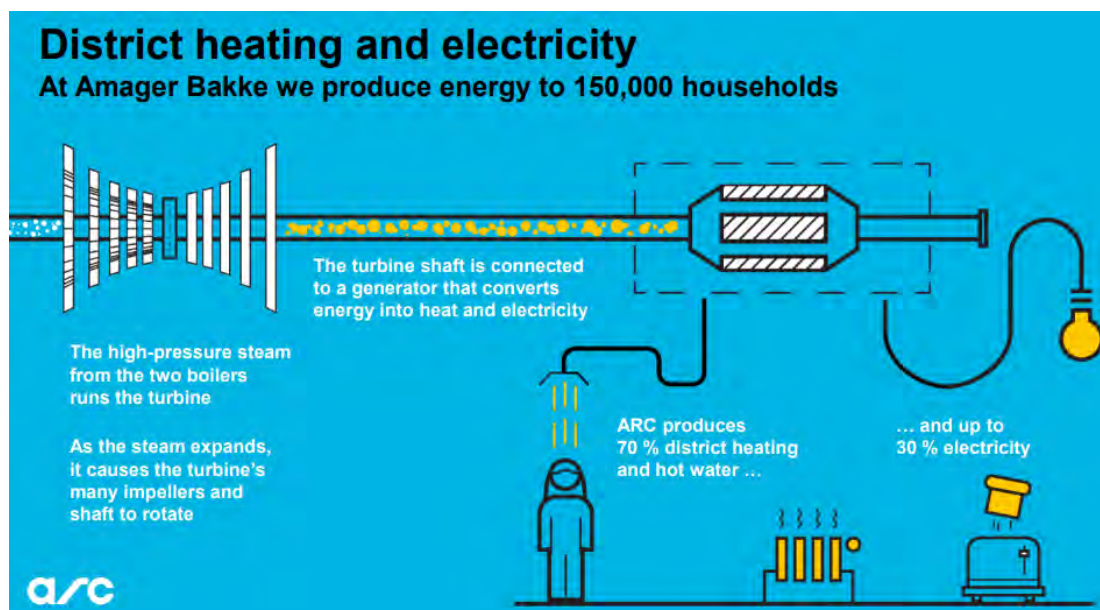 District heating and electricity
At Amager Bakke we produce energy to 150,000 households
The turbine shaft is connected
to a generator that converts
energy into heat and electricity
The high-pressure steam
from the two boilers
runs the turbine
As the steam expands,
it causes the turbine's
many impellers and
shaft to rotate
ARC produces
70 % district heating
and hot water ...
... and up to
30 % electricity
arc